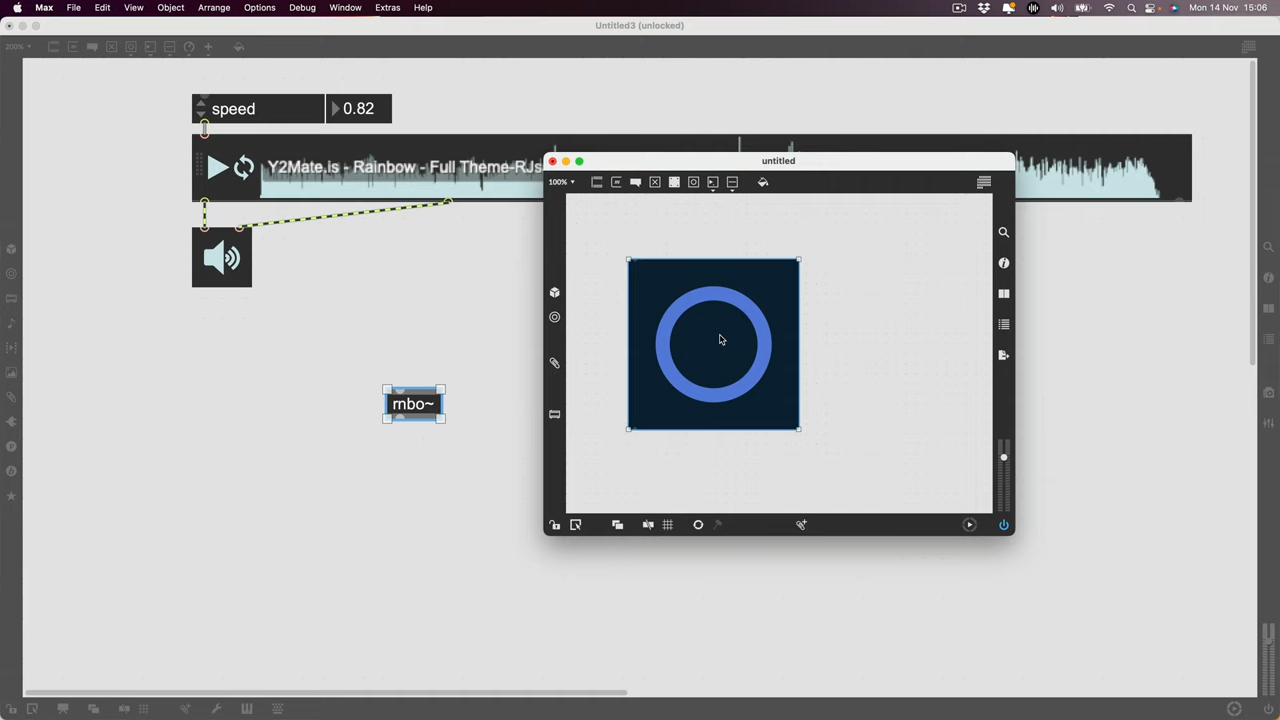 Max File Edit View Object Arrange Options Debug Window Extras Help
Mon 14 Nov 15:06
Untitled3 (unlocked)
200%
speed
0.82
Y2Mate.is - Rainbow - Full Theme-RJs
untitled
100%
rnbo~